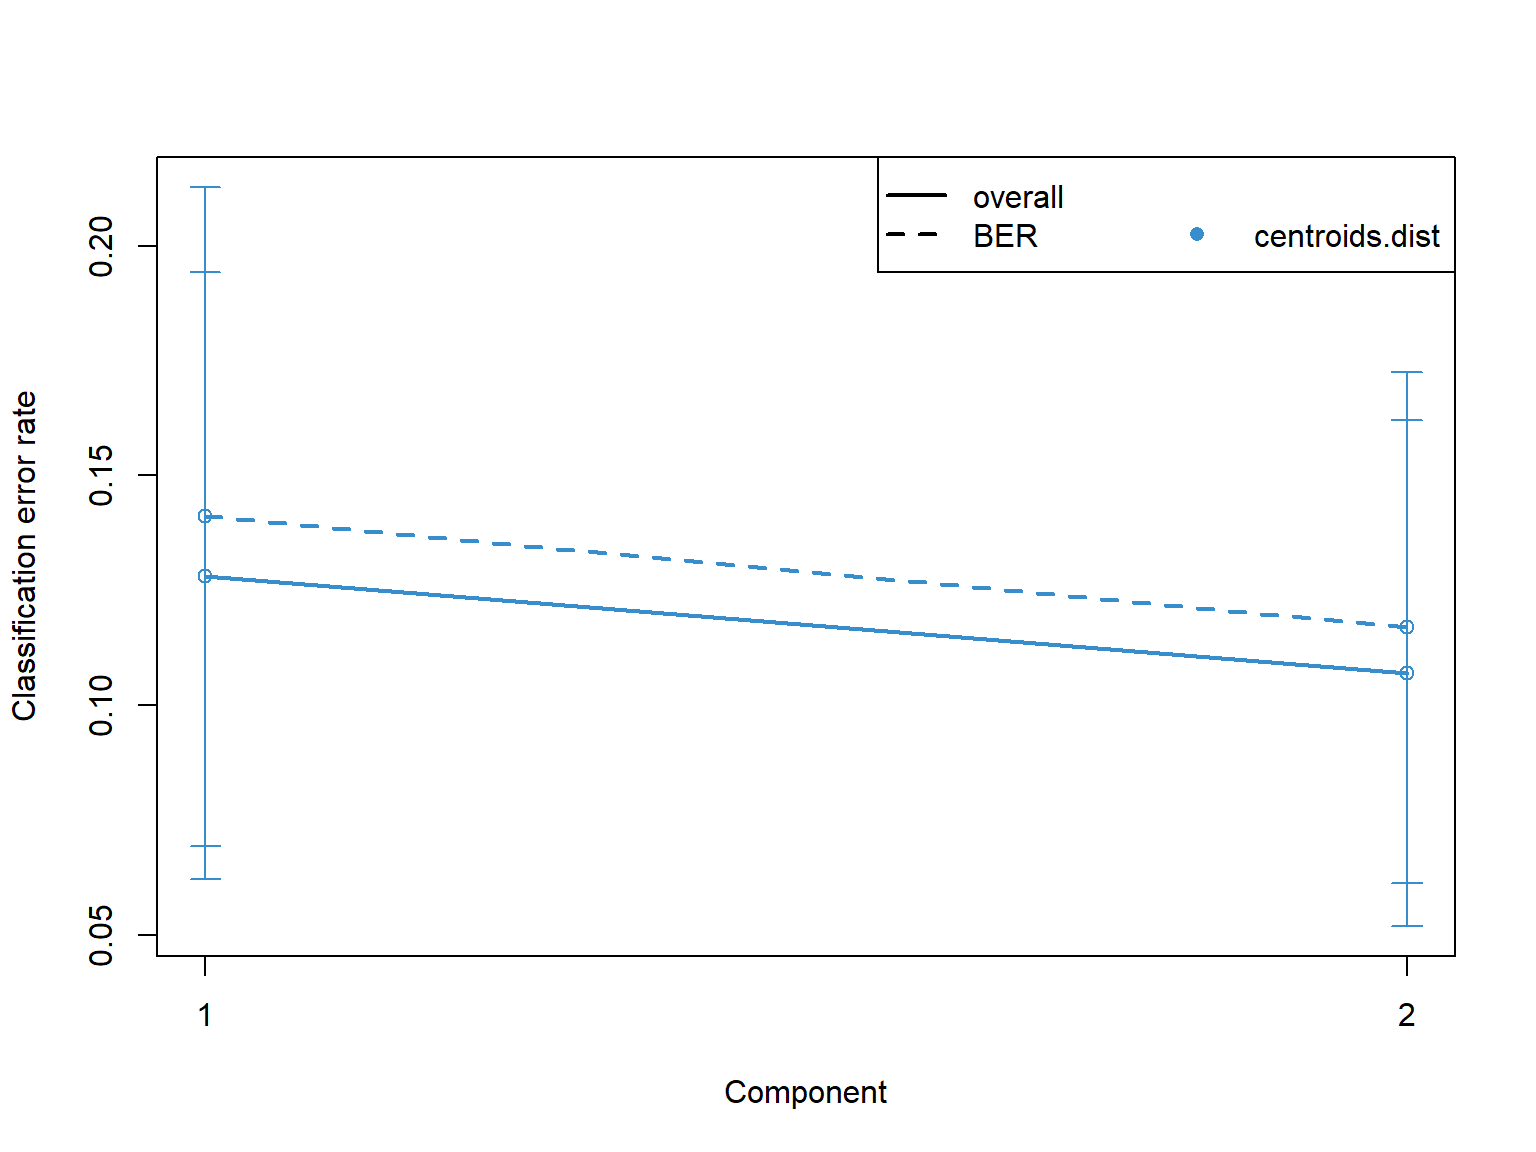 overall
BER
centroids.dist
0.20
0.15
0.10
0.05
Classification error rate
1
2
Component